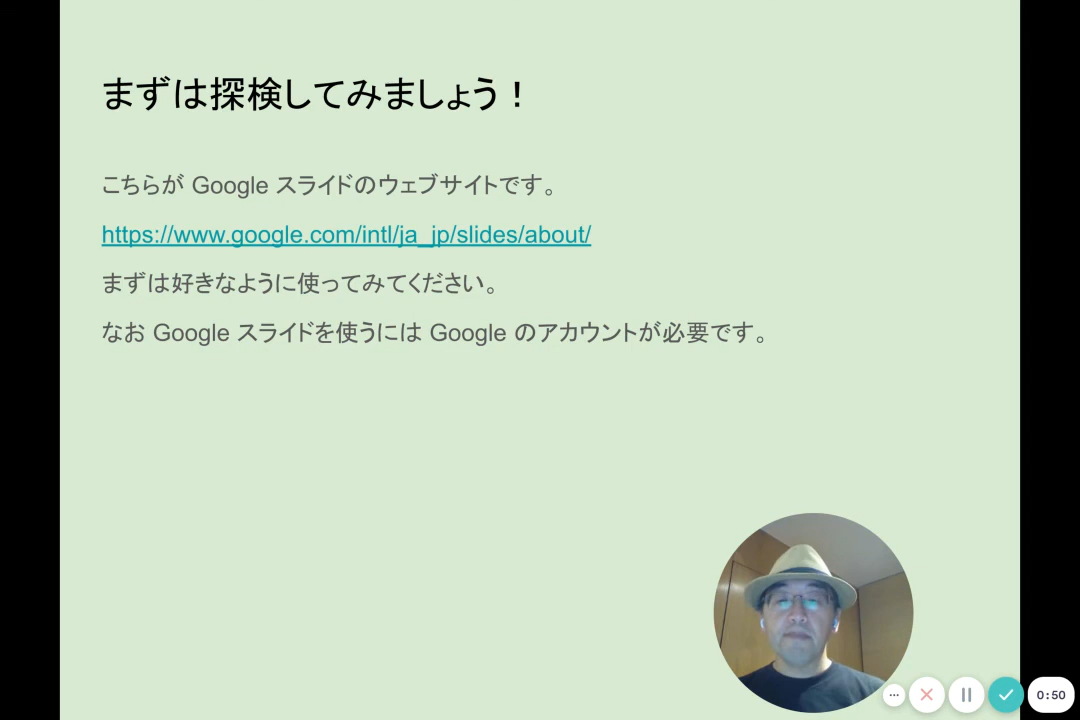 まずは探検してみましょう！
こちらが Google スライドのウェブサイトです。
https://www.google.com/intl/ja_jp/slides/about/
まずは好きなように使ってみてください。
なお Google スライドを使うには Google のアカウントが必要です。
0:50